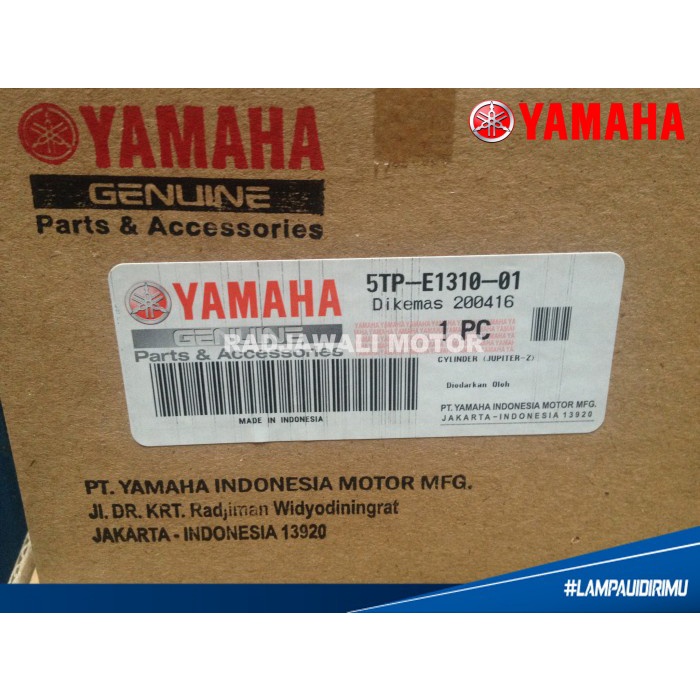 YAMAHA
YAMAHA
GENUINE
Parts & Accessories
YAMAHA
GENUINE
Parts & Accessories
5TP-E1310-01
Dikemas 200416
1 PC
RADJAWALI MOTOR
CYLINDER (JUPITER-Z)
Diedarkan Oleh
PT. YAMAHA INDONESIA MOTOR MFG.
JAKARTA-INDONESIA 13920
MADE IN INDONESIA
PT. YAMAHA INDONESIA MOTOR MFG.
Jl. DR. KRT. Radjiman Widyodiningrat
JAKARTA - INDONESIA 13920
#LAMPAUIDIRIMU